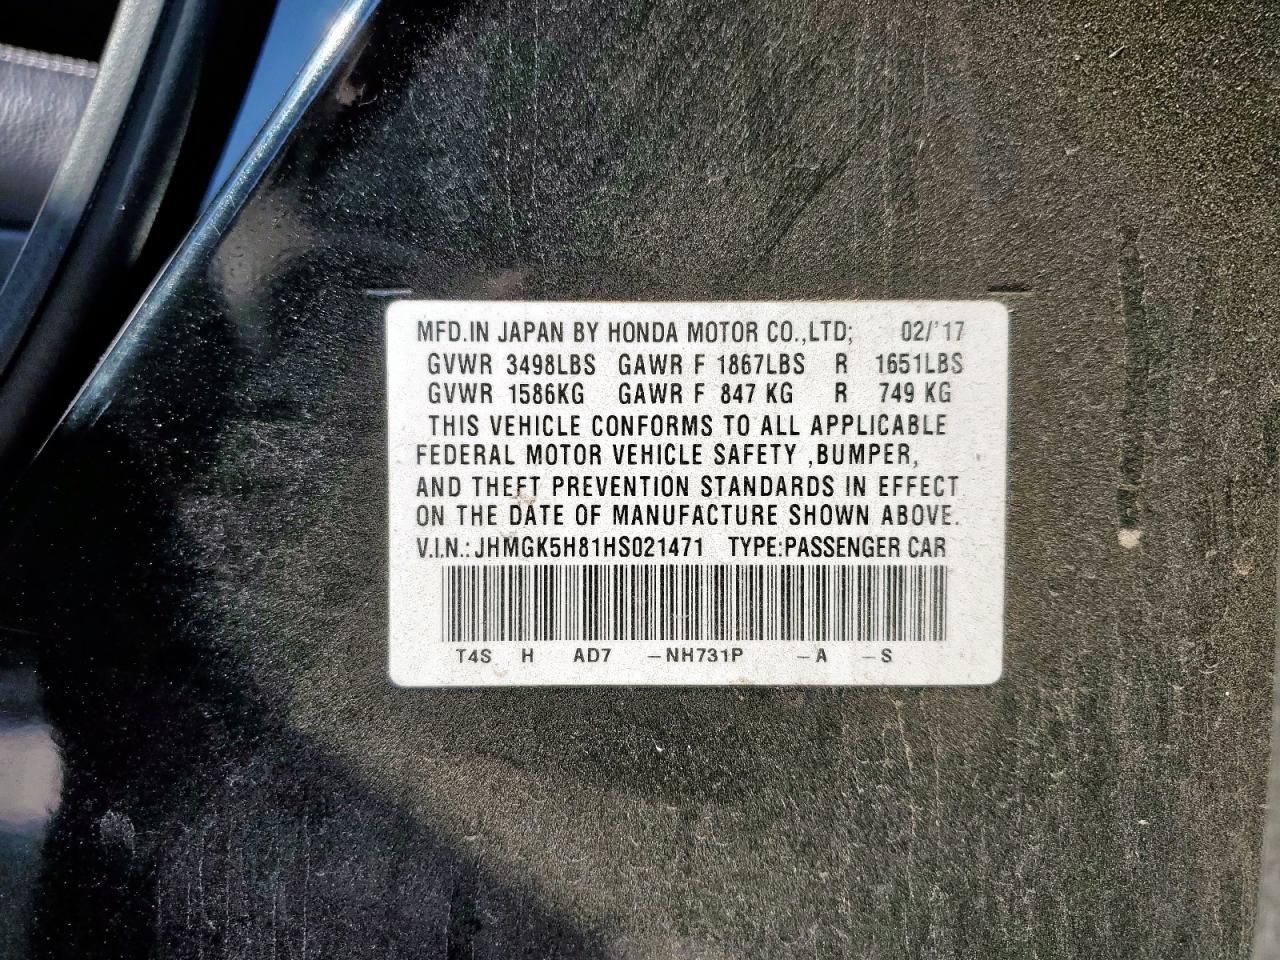 MFD.IN JAPAN BY HONDA MOTOR CO.,LTD; 02/'17
GVWR 3498LBS GAWR F 1867LBS R 1651LBS
GVWR 1586KG GAWR F 847 KG R 749 KG
THIS VEHICLE CONFORMS TO ALL APPLICABLE
FEDERAL MOTOR VEHICLE SAFETY ,BUMPER,
AND THEFT PREVENTION STANDARDS IN EFFECT
ON THE DATE OF MANUFACTURE SHOWN ABOVE.
V.I.N.: JHMGK5H81HS021471 TYPE:PASSENGER CAR
T4S H AD7 -NH731P -A -S